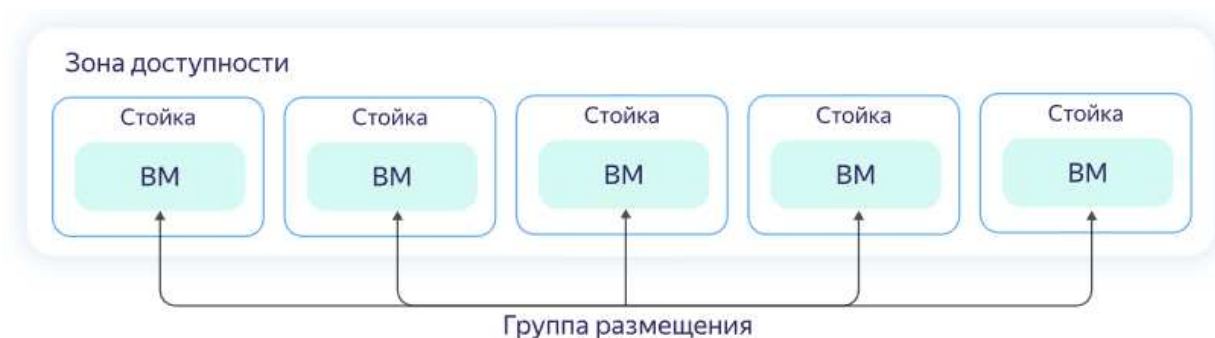 Зона доступности
Стойка Стойка Стойка Стойка Стойка
ВМ ВМ ВМ ВМ ВМ
Группа размещения